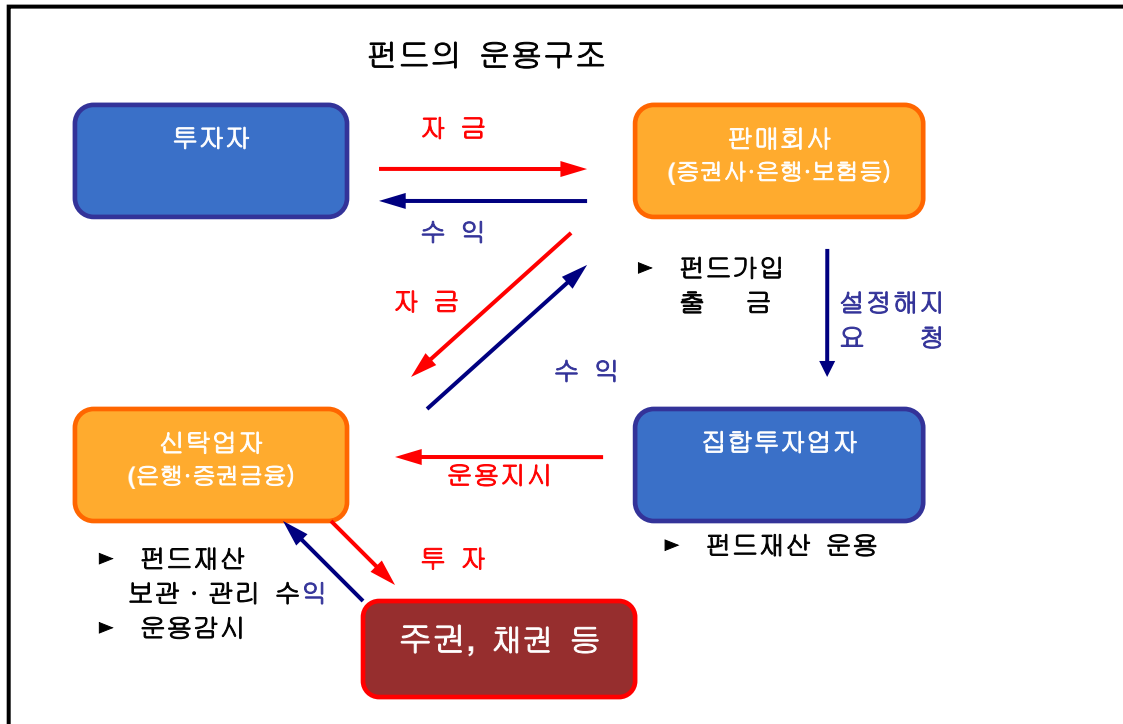 펀드의 운용구조
투자자
자 금
판매회사
(증권사·은행·보험등)
수 익
► 펀드가입
출 금
자 금
설정해지
요 청
수 익
신탁업자
(은행·증권금융)
집합투자업자
운용지시
► 펀드재산 운용
► 펀드재산
보관 · 관리 수익
► 운용감시
투 자
주권, 채권 등